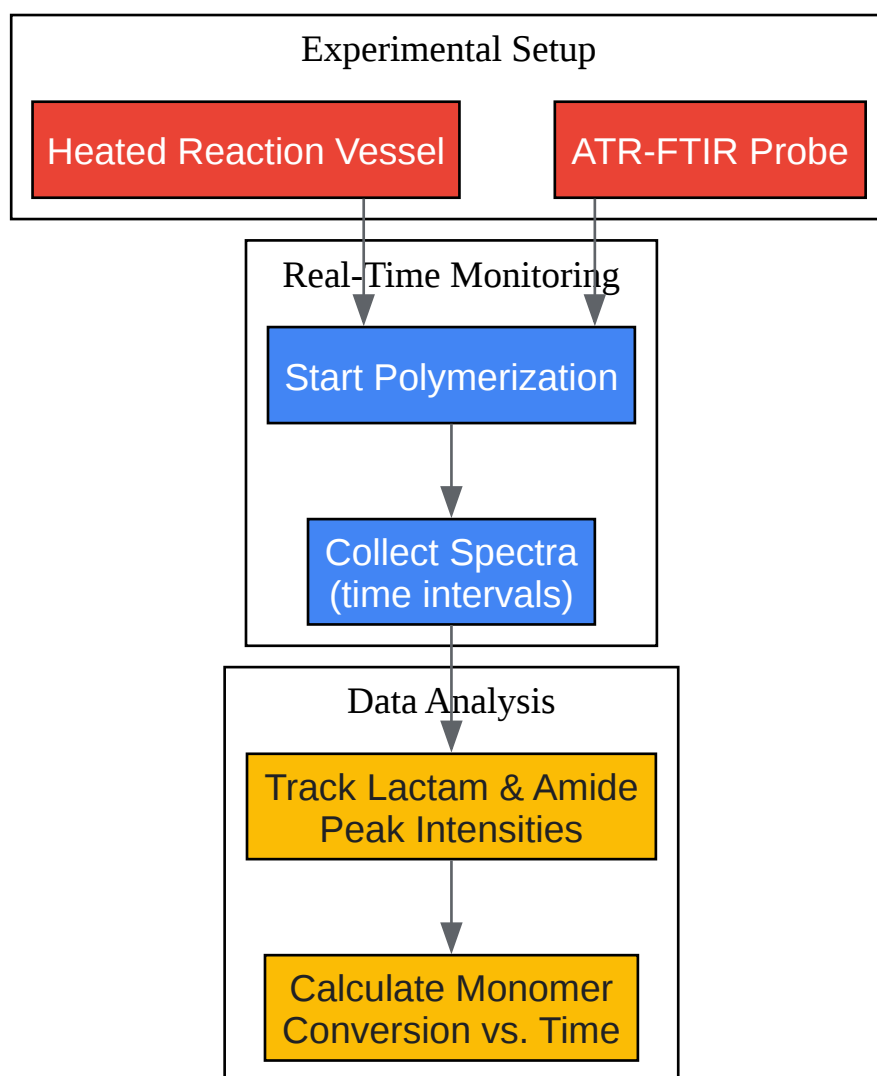 Experimental Setup
Heated Reaction Vessel
ATR-FTIR Probe
Real-Time Monitoring
Start Polymerization
Collect Spectra
(time intervals)
Data Analysis
Track Lactam & Amide
Peak Intensities
Calculate Monomer
Conversion vs. Time